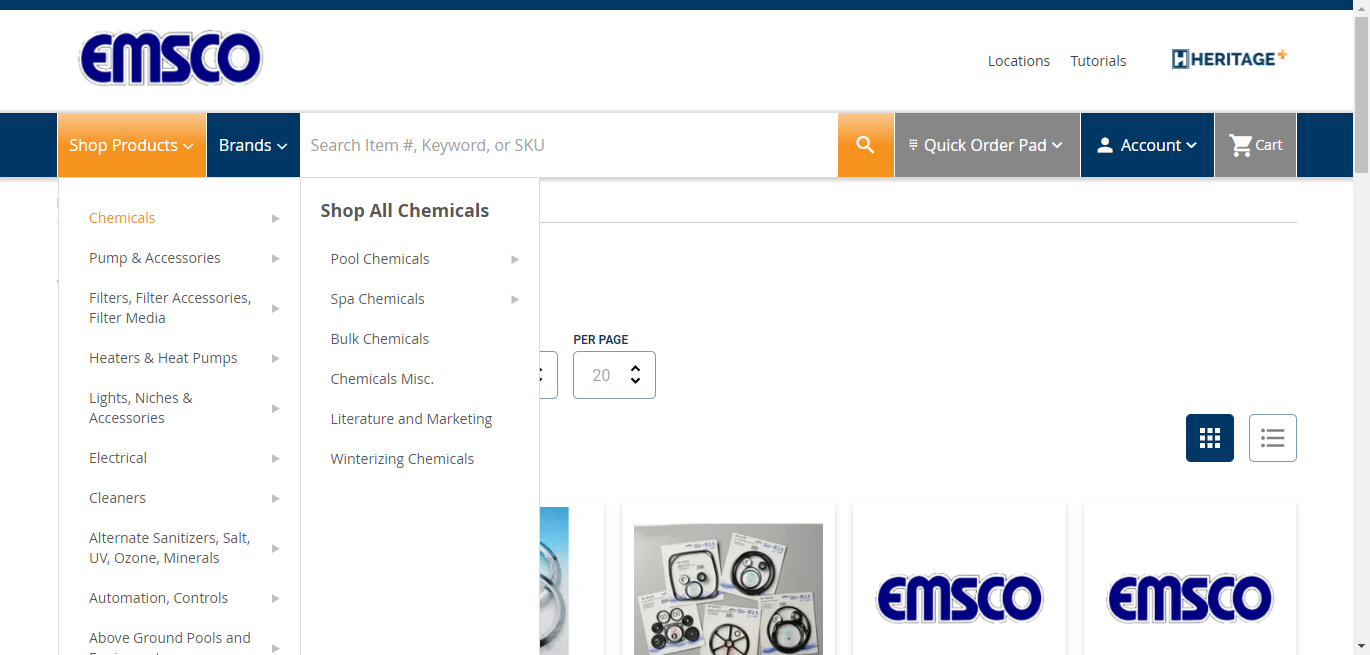 EMSCO
Locations
Tutorials
HERITAGE+
Shop Products
Brands
Search Item #, Keyword, or SKU
Quick Order Pad
Account
Cart
Chemicals
Pump & Accessories
Filters, Filter Accessories,
Filter Media
Heaters & Heat Pumps
Lights, Niches &
Accessories
Electrical
Cleaners
Alternate Sanitizers, Salt,
UV, Ozone, Minerals
Automation, Controls
Above Ground Pools and
Shop All Chemicals
Pool Chemicals
Spa Chemicals
Bulk Chemicals
Chemicals Misc.
Literature and Marketing
Winterizing Chemicals
PER PAGE
20
Go-Kit
EMSCO
EMSCO